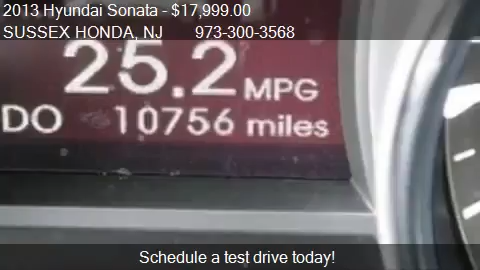 2013 Hyundai Sonata - $17,999.00
SUSSEX HONDA, NJ 973-300-3568
25.2 MPG
DO 10756 miles
Schedule a test drive today!